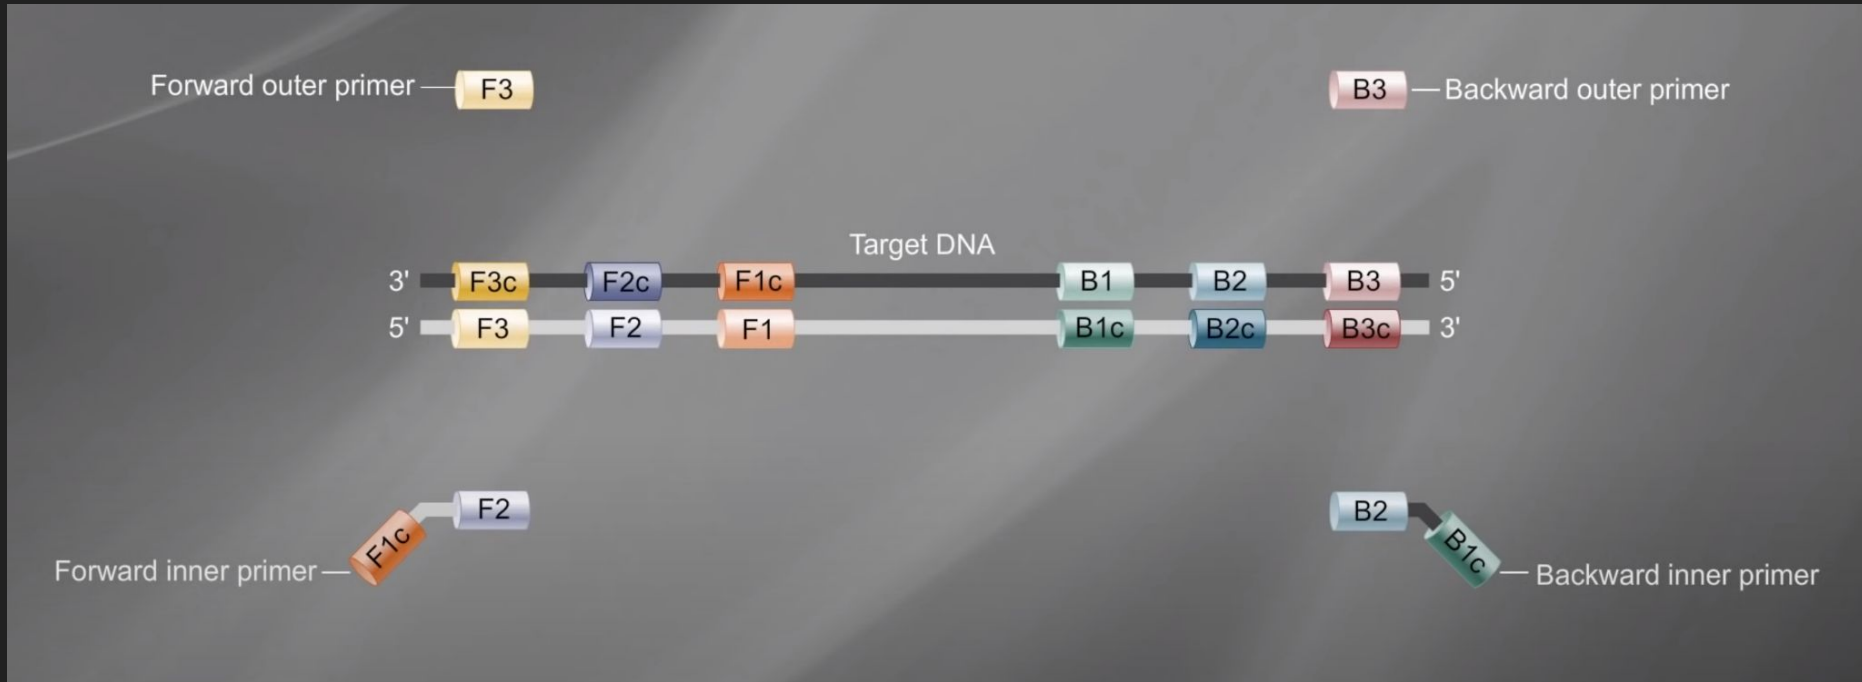 Forward outer primer F3
B3 Backward outer primer
Target DNA
3' F3c F2c F1c B1 B2 B3 5'
5' F3 F2 F1 B1c B2c B3c 3'
F1c F2
B2 B1c
Forward inner primer
Backward inner primer